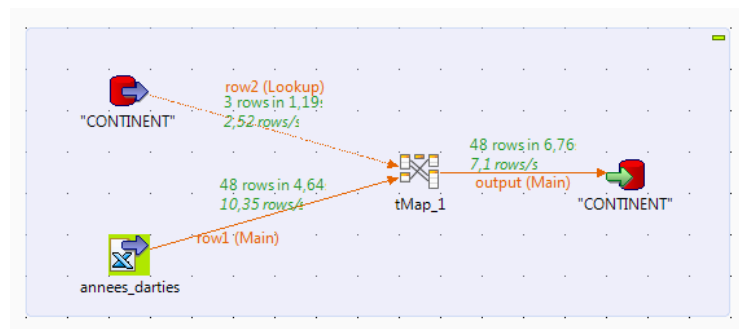 row2 (Lookup)
3 rows in 1,19s
2,52 rows/s
"CONTINENT"
48 rows in 6,76
7,1 rows/s
output (Main)
48 rows in 4,64
10,35 rows/s
tMap_1
"CONTINENT"
row1 (Main)
annees_darties